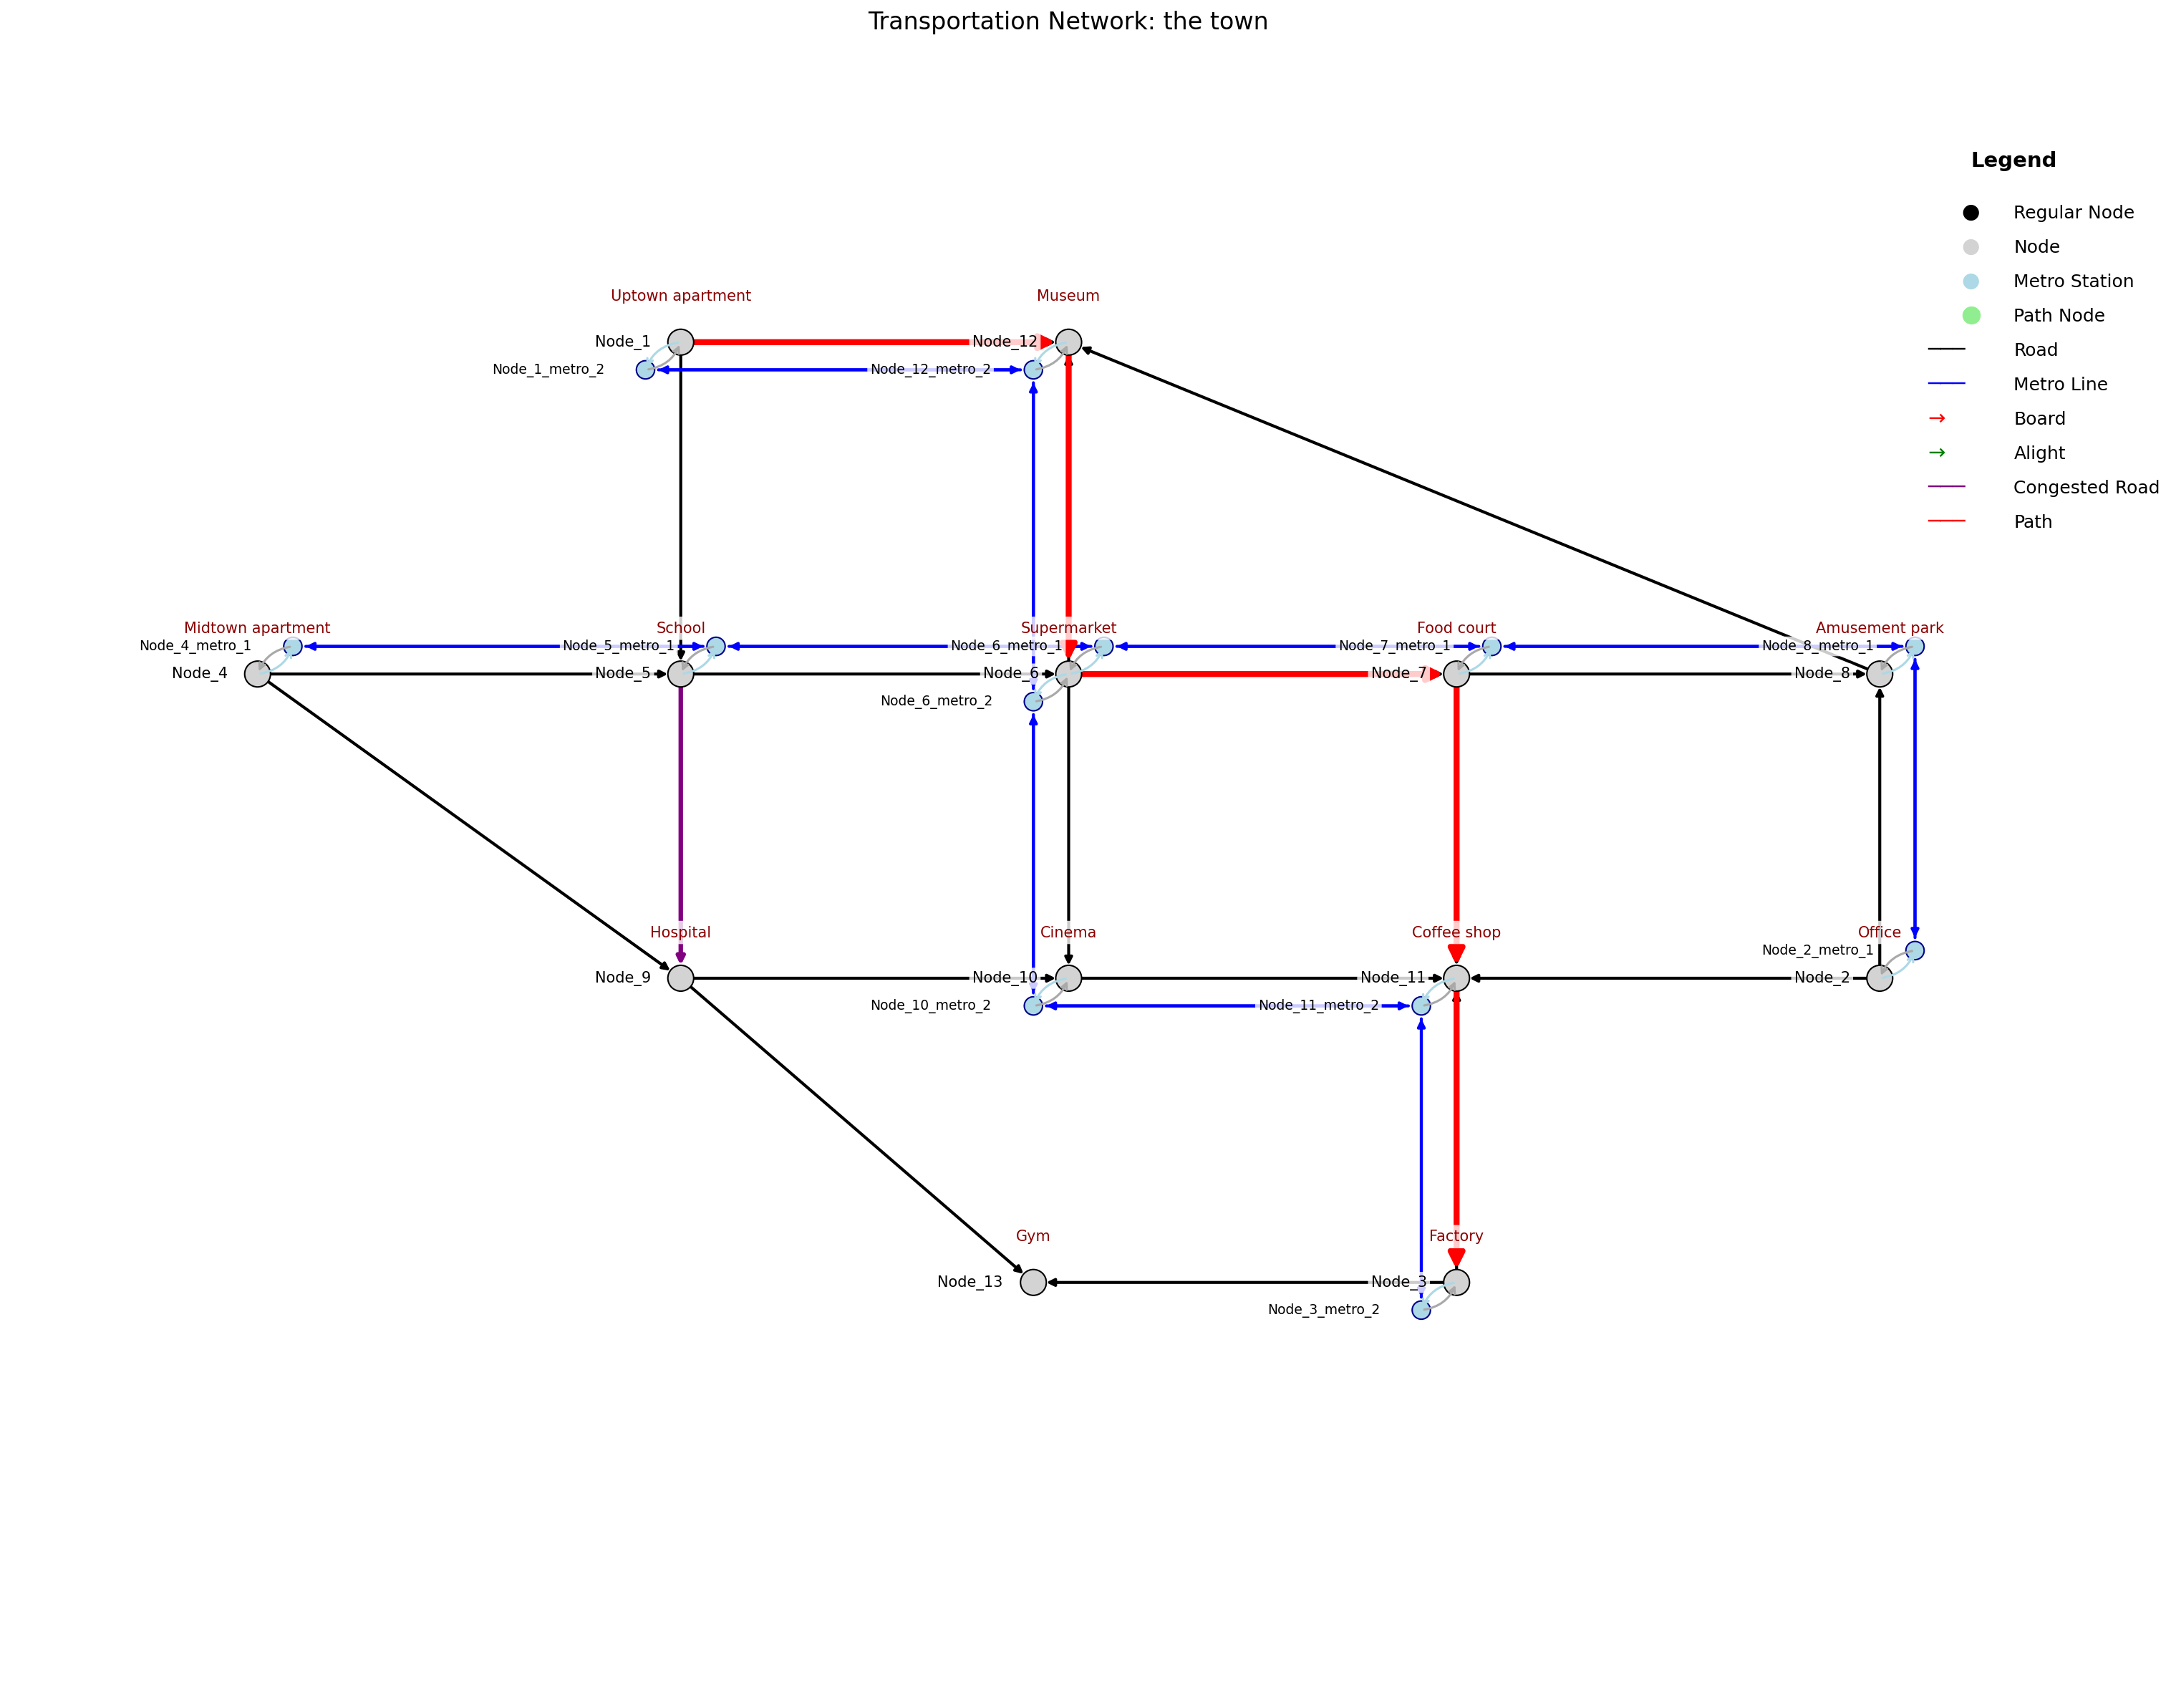 Transportation Network: the town
Legend
Regular Node
Node
Metro Station
Path Node
Road
Metro Line
Board
Alight
Congested Road
Path
Uptown apartment
Museum
Node_1
Node_12
Node_1_metro_2
Node_12_metro_2
Midtown apartment
School
Supermarket
Food court
Amusement park
Node_4_metro_1
Node_5_metro_1
Node_6_metro_1
Node_7_metro_1
Node_8_metro_1
Node_4
Node_5
Node_6
Node_7
Node_8
Node_6_metro_2
Hospital
Cinema
Coffee shop
Office
Node_2_metro_1
Node_9
Node_10
Node_11
Node_2
Node_10_metro_2
Node_11_metro_2
Gym
Factory
Node_13
Node_3
Node_3_metro_2